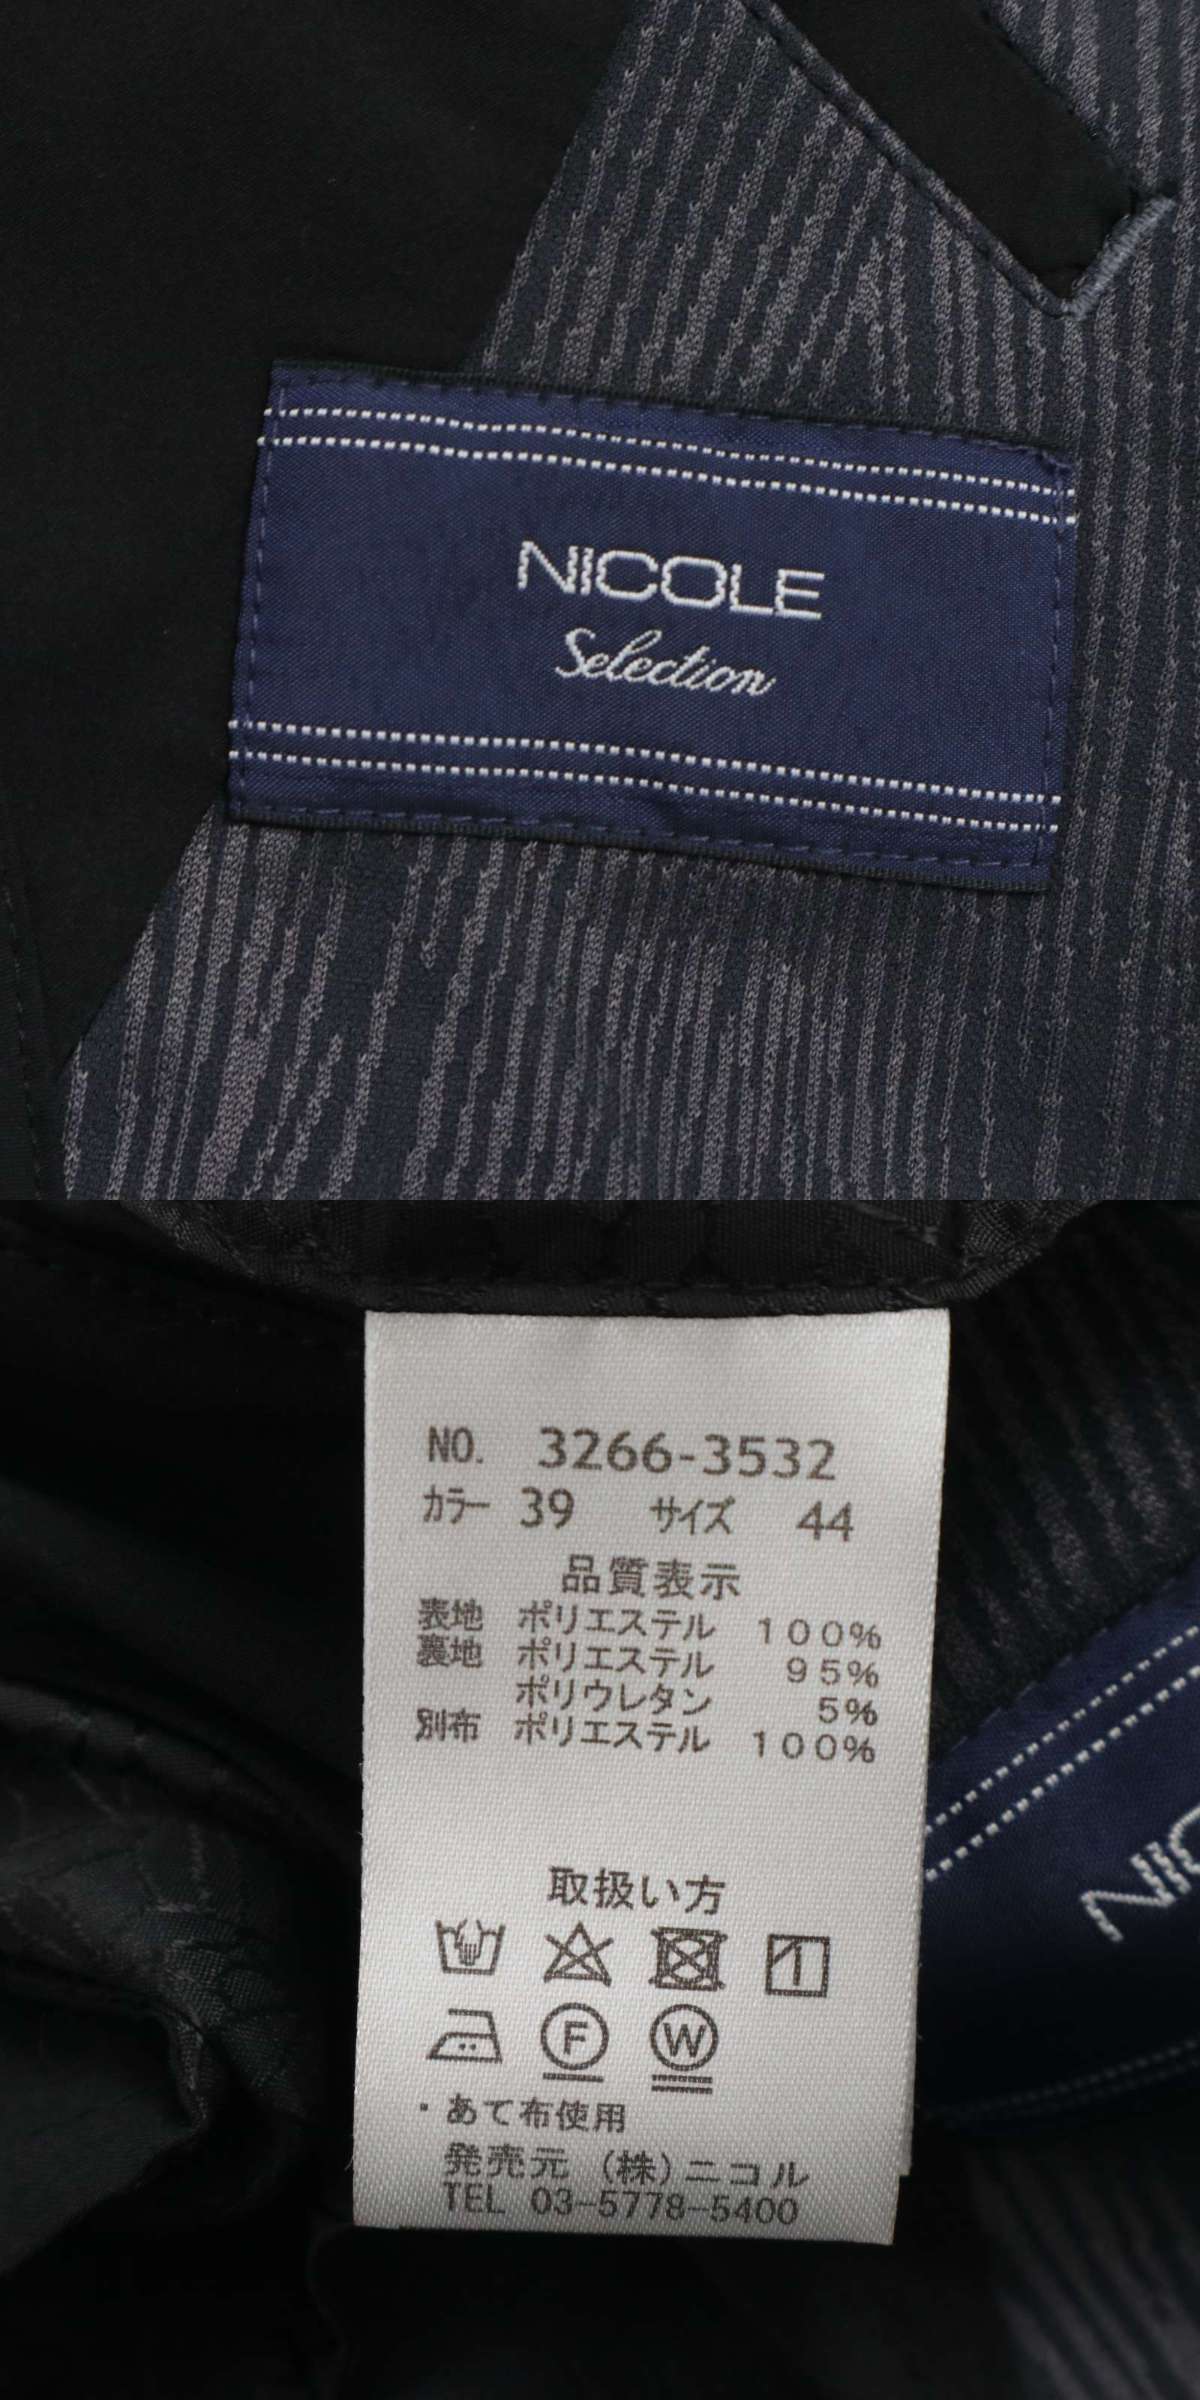 NICOLE
Selection
NO. 3266-3532
カラー 39 サイズ 44
品質表示
表地 ポリエステル 100%
裏地 ポリエステル 95%
ポリウレタン 5%
別布 ポリエステル 100%
取扱い方
F W
・あて布使用
発売元 (株)ニコル
TEL 03-5778-5400
NIC